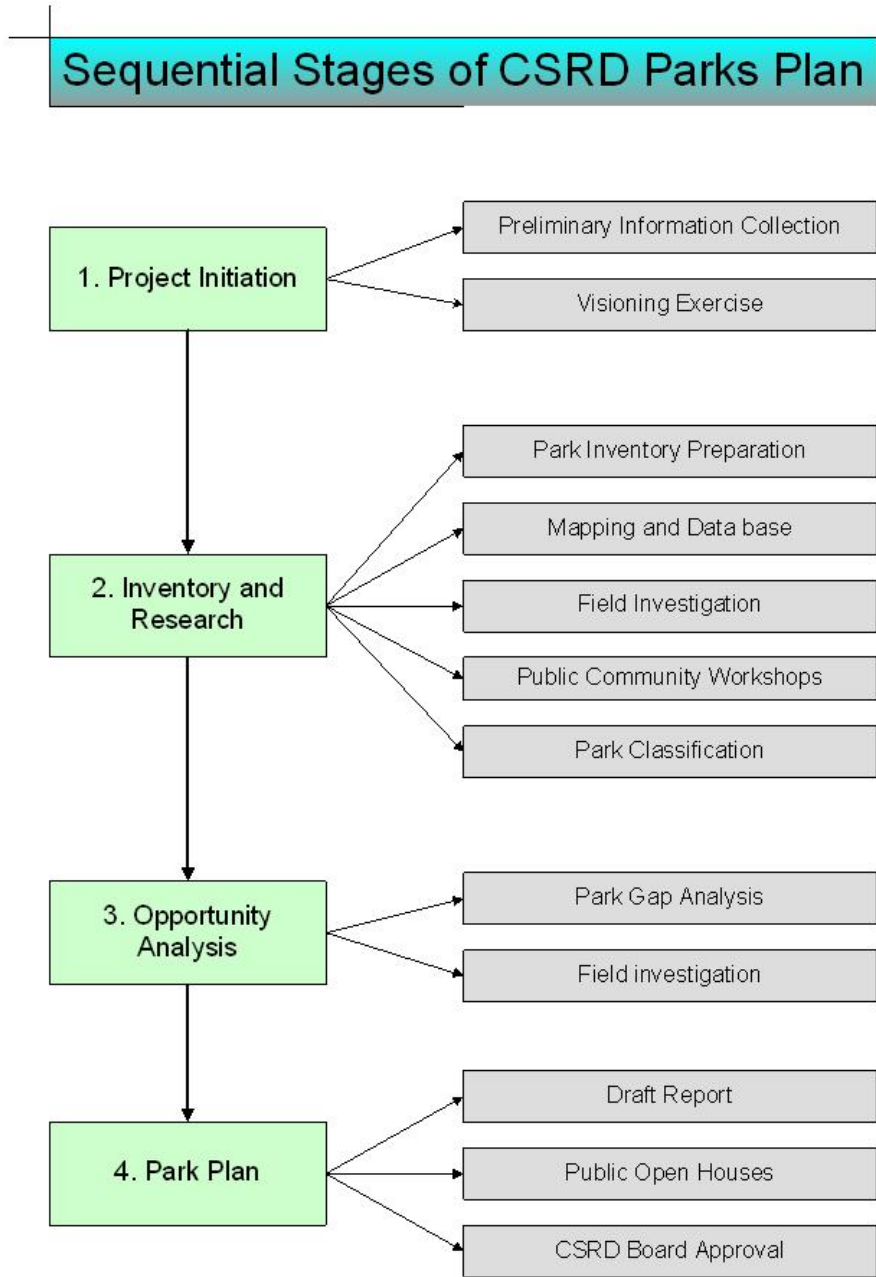 Sequential Stages of CSRD Parks Plan
1. Project Initiation
Preliminary Information Collection
Visioning Exercise
2. Inventory and
Research
Park Inventory Preparation
Mapping and Data base
Field Investigation
Public Community Workshops
Park Classification
3. Opportunity
Analysis
Park Gap Analysis
Field investigation
4. Park Plan
Draft Report
Public Open Houses
CSRD Board Approval